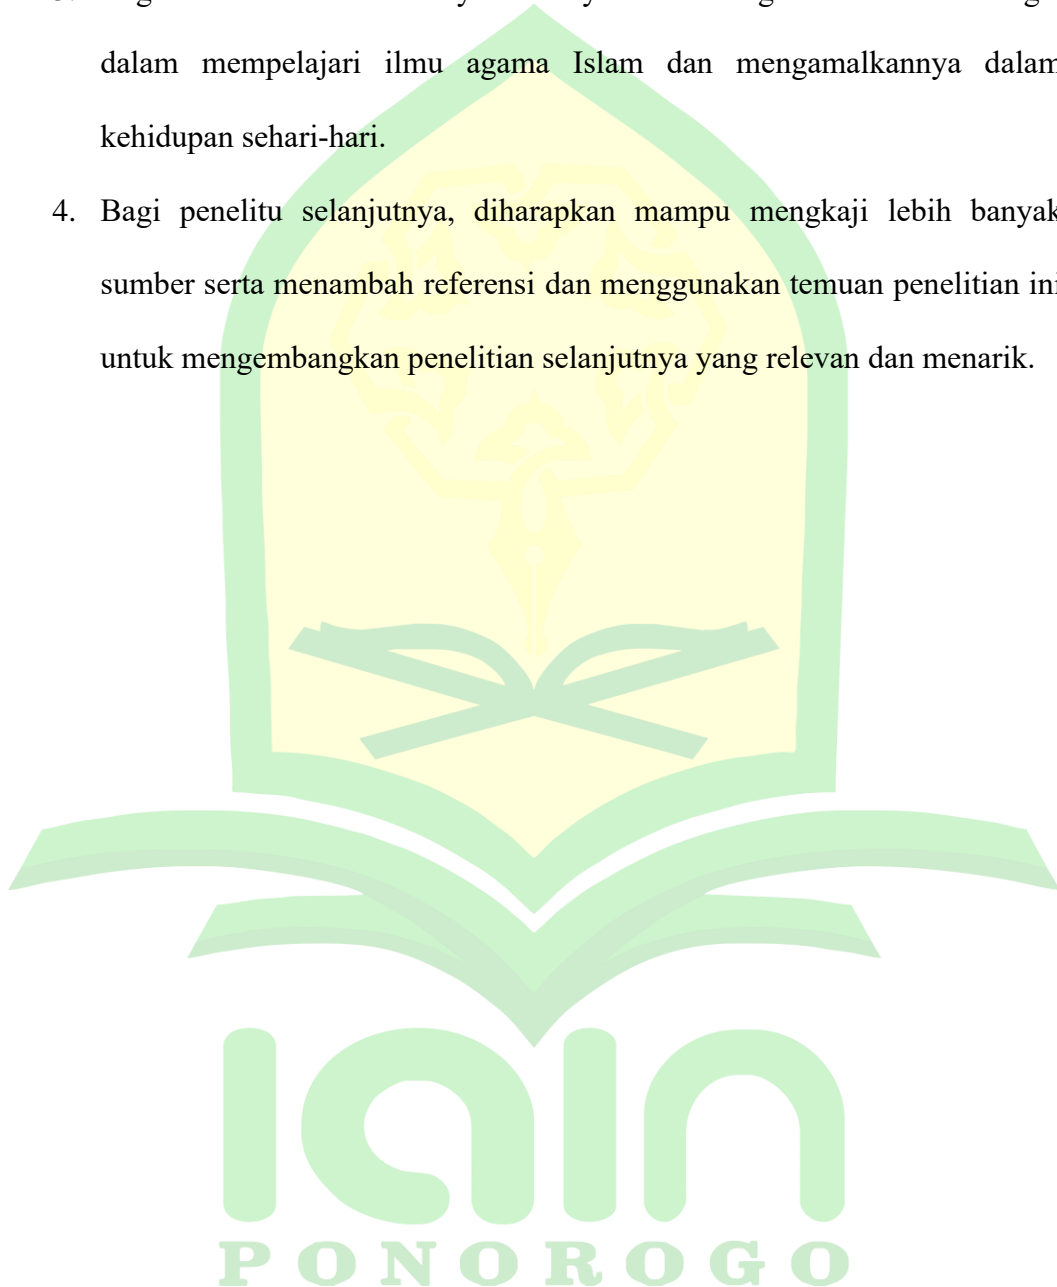 dalam mempelajari ilmu agama Islam dan mengamalkannya dalam
kehidupan sehari-hari.
4. Bagi penelitu selanjutnya, diharapkan mampu mengkaji lebih banyak
sumber serta menambah referensi dan menggunakan temuan penelitian ini
untuk mengembangkan penelitian selanjutnya yang relevan dan menarik.
iain
PONOROGO